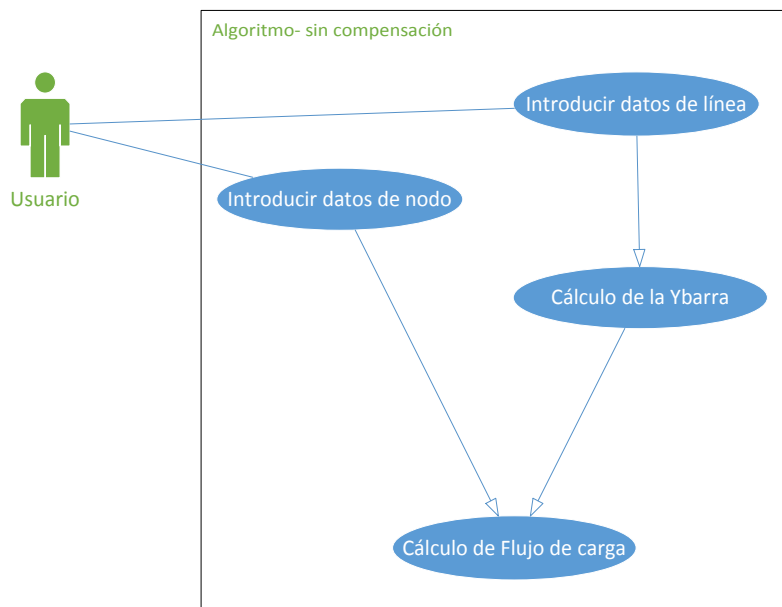 Algoritmo- sin compensación
Introducir datos de línea
Usuario
Introducir datos de nodo
Cálculo de la Ybarra
Cálculo de Flujo de carga